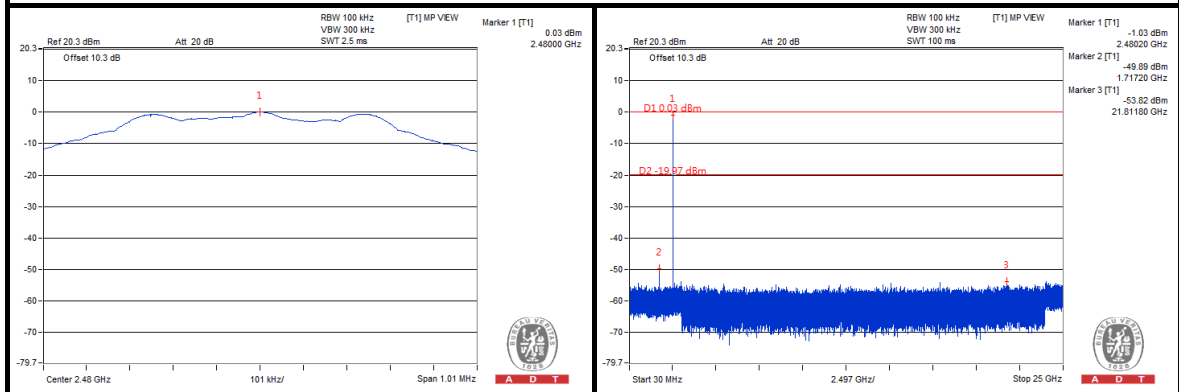 RBW 100 kHz [T1] MP VIEW
VBW 300 kHz
Ref 20.3 dBm Att 20 dB SWT 2.5 ms
Marker 1 [T1]
0.03 dBm
2.48000 GHz
20.3
Offset 10.3 dB
10
1
0
-10
-20
-30
-40
-50
-60
-70
-79.7
Center 2.48 GHz 101 kHz/ Span 1.01 MHz
BUREAU VERITAS
1828
A D T
RBW 100 kHz [T1] MP VIEW
VBW 300 kHz
Ref 20.3 dBm Att 20 dB SWT 100 ms
Marker 1 [T1]
-1.03 dBm
2.48020 GHz
Marker 2 [T1]
-49.89 dBm
1.71720 GHz
Marker 3 [T1]
-53.82 dBm
21.81180 GHz
20.3
Offset 10.3 dB
10
1
D1 0.03 dBm
0
-10
D2 -19.97 dBm
-20
-30
-40
2
3
-50
-60
-70
-79.7
Start 30 MHz 2.497 GHz/ Stop 25 GHz
BUREAU VERITAS
1828
A D T